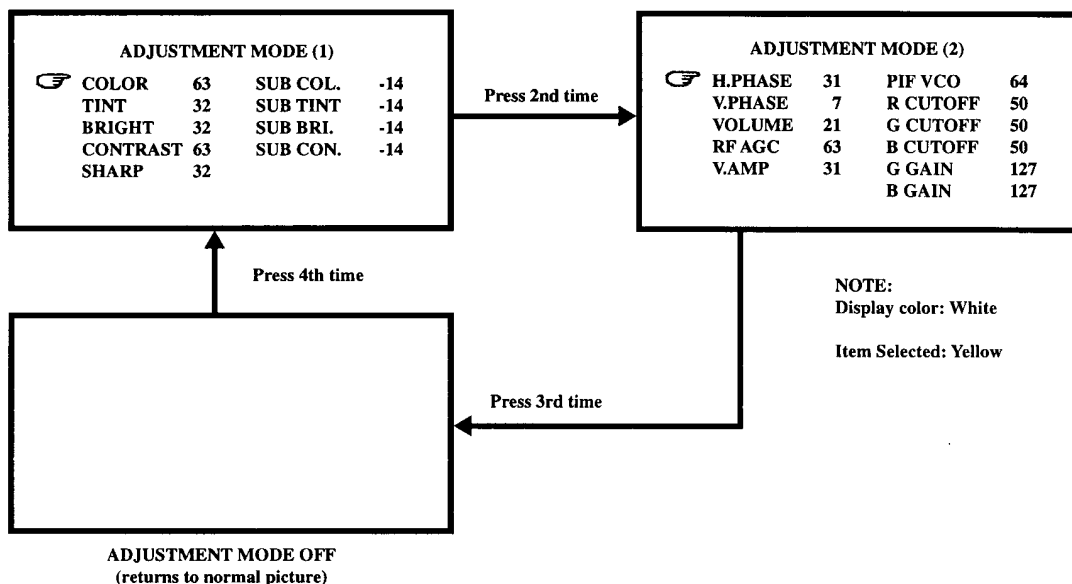 ADJUSTMENT MODE (1)
COLOR 63 SUB COL. -14
TINT 32 SUB TINT -14
BRIGHT 32 SUB BRI. -14
CONTRAST 63 SUB CON. -14
SHARP 32
Press 2nd time
ADJUSTMENT MODE (2)
H.PHASE 31 PIF VCO 64
V.PHASE 7 R CUTOFF 50
VOLUME 21 G CUTOFF 50
RF AGC 63 B CUTOFF 50
V.AMP 31 G GAIN 127
B GAIN 127
Press 4th time
NOTE:
Display color: White
Item Selected: Yellow
Press 3rd time
ADJUSTMENT MODE OFF
(returns to normal picture)